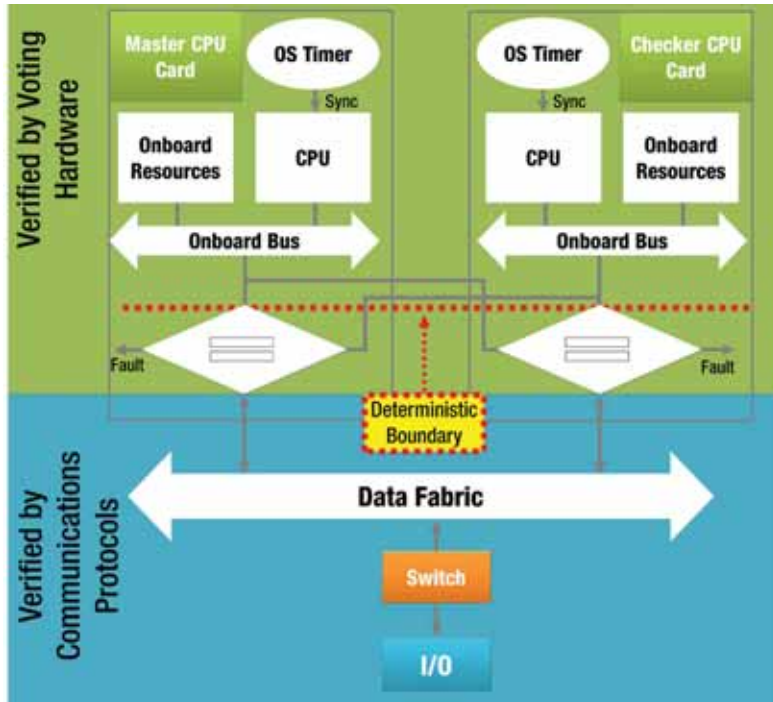 Verified by Voting
Hardware
Master CPU
Card
OS Timer
Sync
Onboard
Resources
CPU
Onboard Bus
Fault
OS Timer
Checker CPU
Card
Sync
CPU
Onboard
Resources
Onboard Bus
Fault
Deterministic
Boundary
Verified by
Communications
Protocols
Data Fabric
Switch
I/O